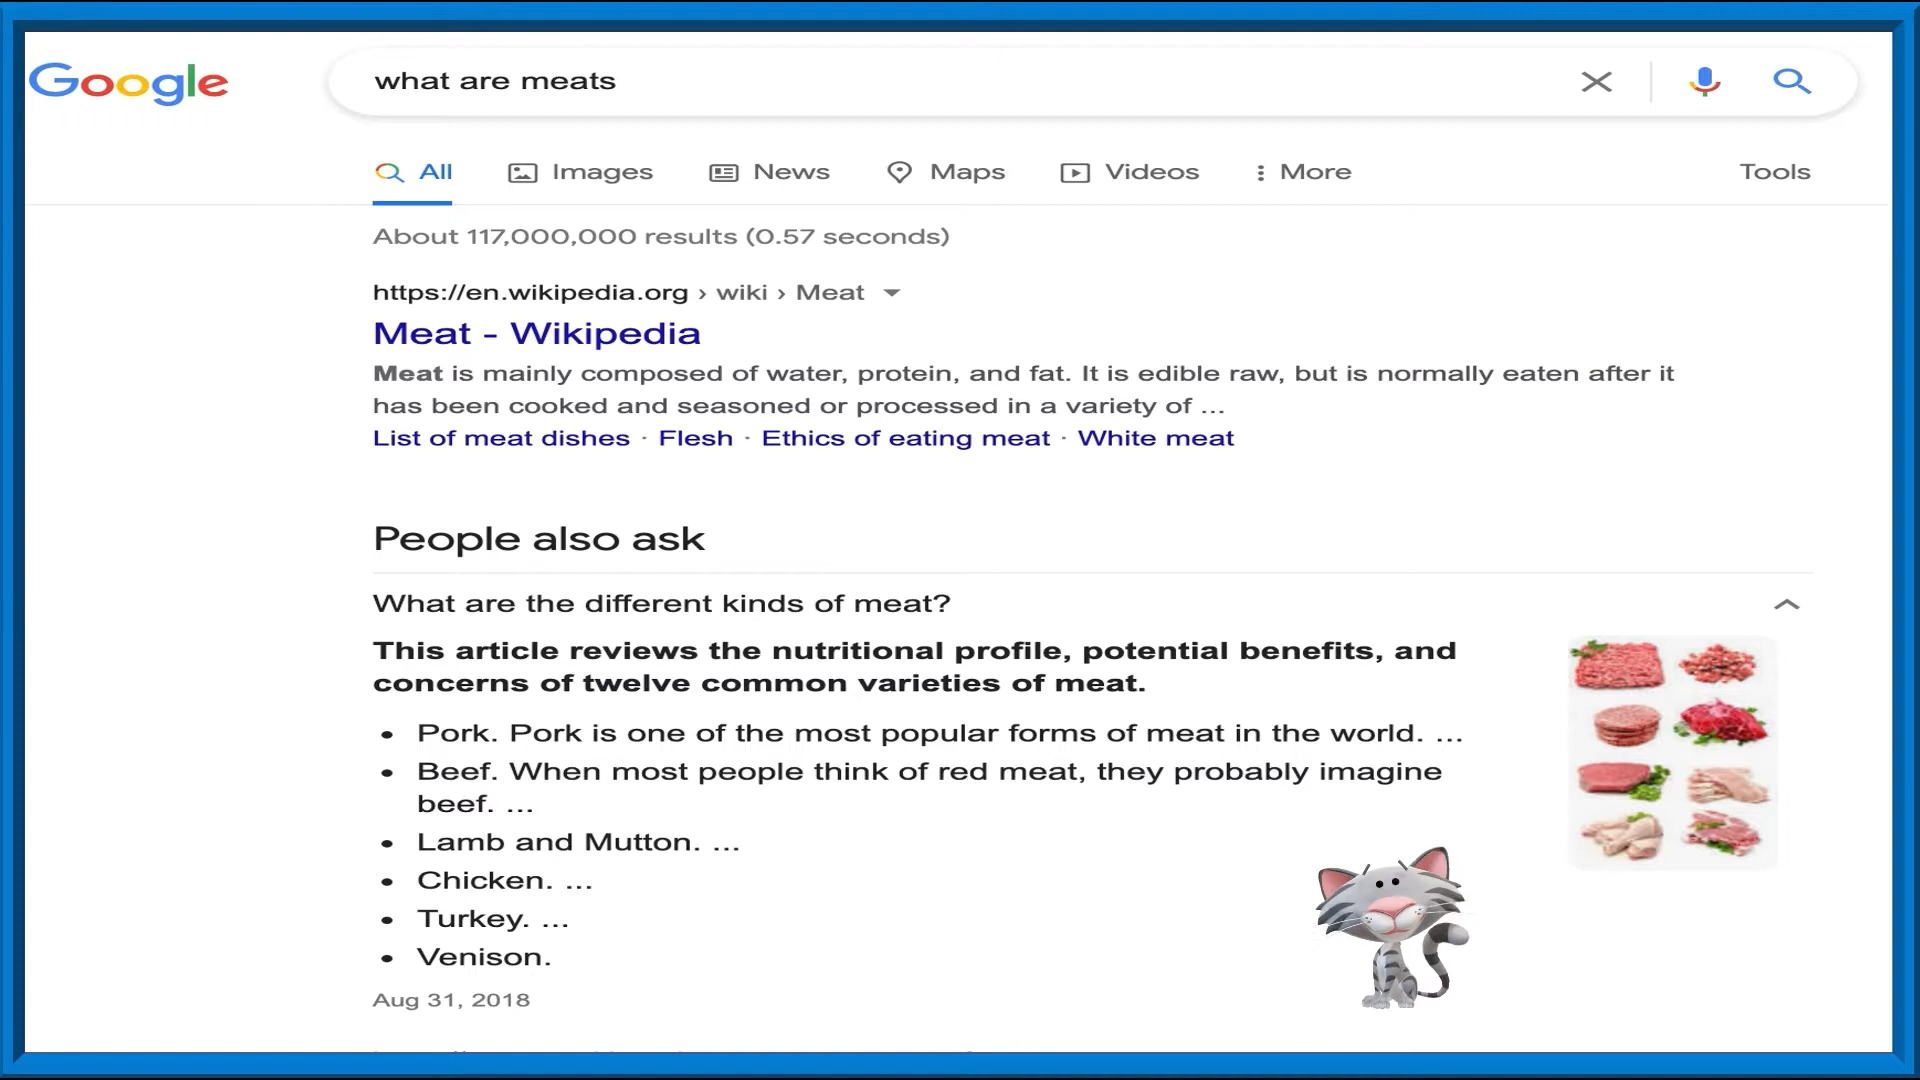 Google
what are meats
All
Images
News
Maps
Videos
More
Tools
About 117,000,000 results (0.57 seconds)
https://en.wikipedia.org › wiki › Meat
Meat - Wikipedia
Meat is mainly composed of water, protein, and fat. It is edible raw, but is normally eaten after it
has been cooked and seasoned or processed in a variety of ...
List of meat dishes · Flesh · Ethics of eating meat · White meat
People also ask
What are the different kinds of meat?
This article reviews the nutritional profile, potential benefits, and
concerns of twelve common varieties of meat.
• Pork. Pork is one of the most popular forms of meat in the world. ...
• Beef. When most people think of red meat, they probably imagine
beef. ...
• Lamb and Mutton. ...
• Chicken. ...
• Turkey. ...
• Venison.
Aug 31, 2018